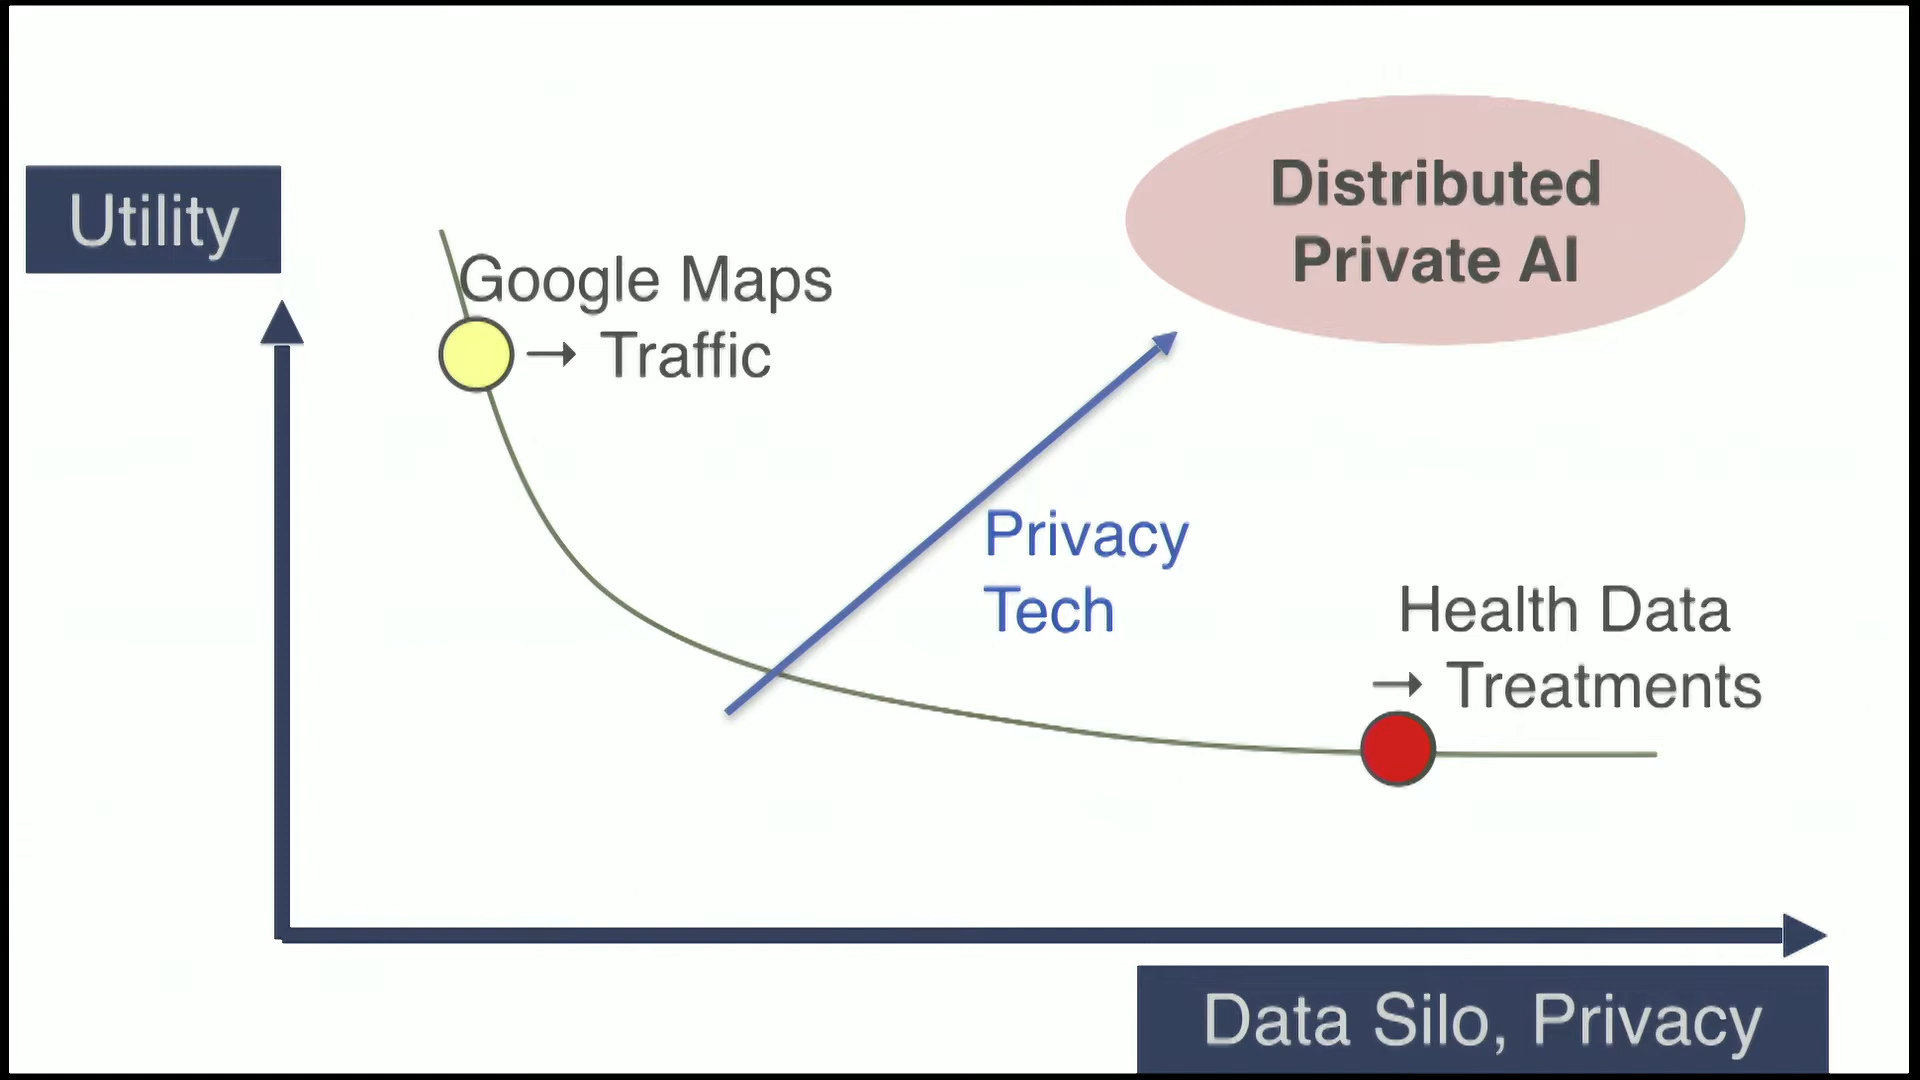 Utility
Distributed
Private AI
Google Maps
→ Traffic
Privacy
Tech
Health Data
→ Treatments
Data Silo, Privacy